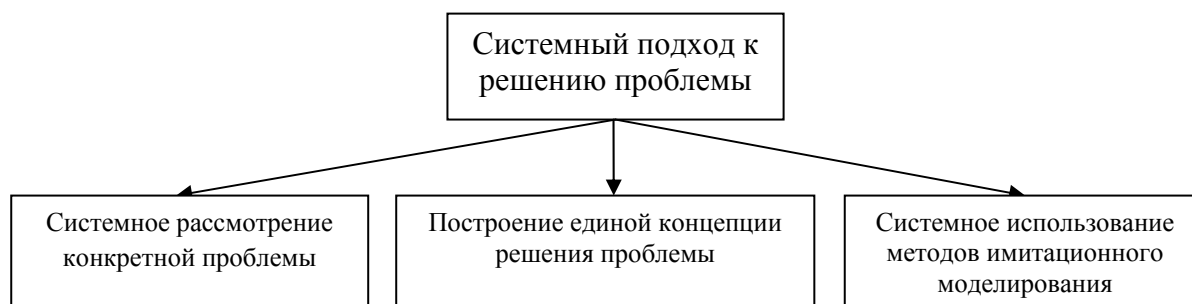 Системный подход к
решению проблемы
Системное рассмотрение
конкретной проблемы
Построение единой концепции
решения проблемы
Системное использование
методов имитационного
моделирования